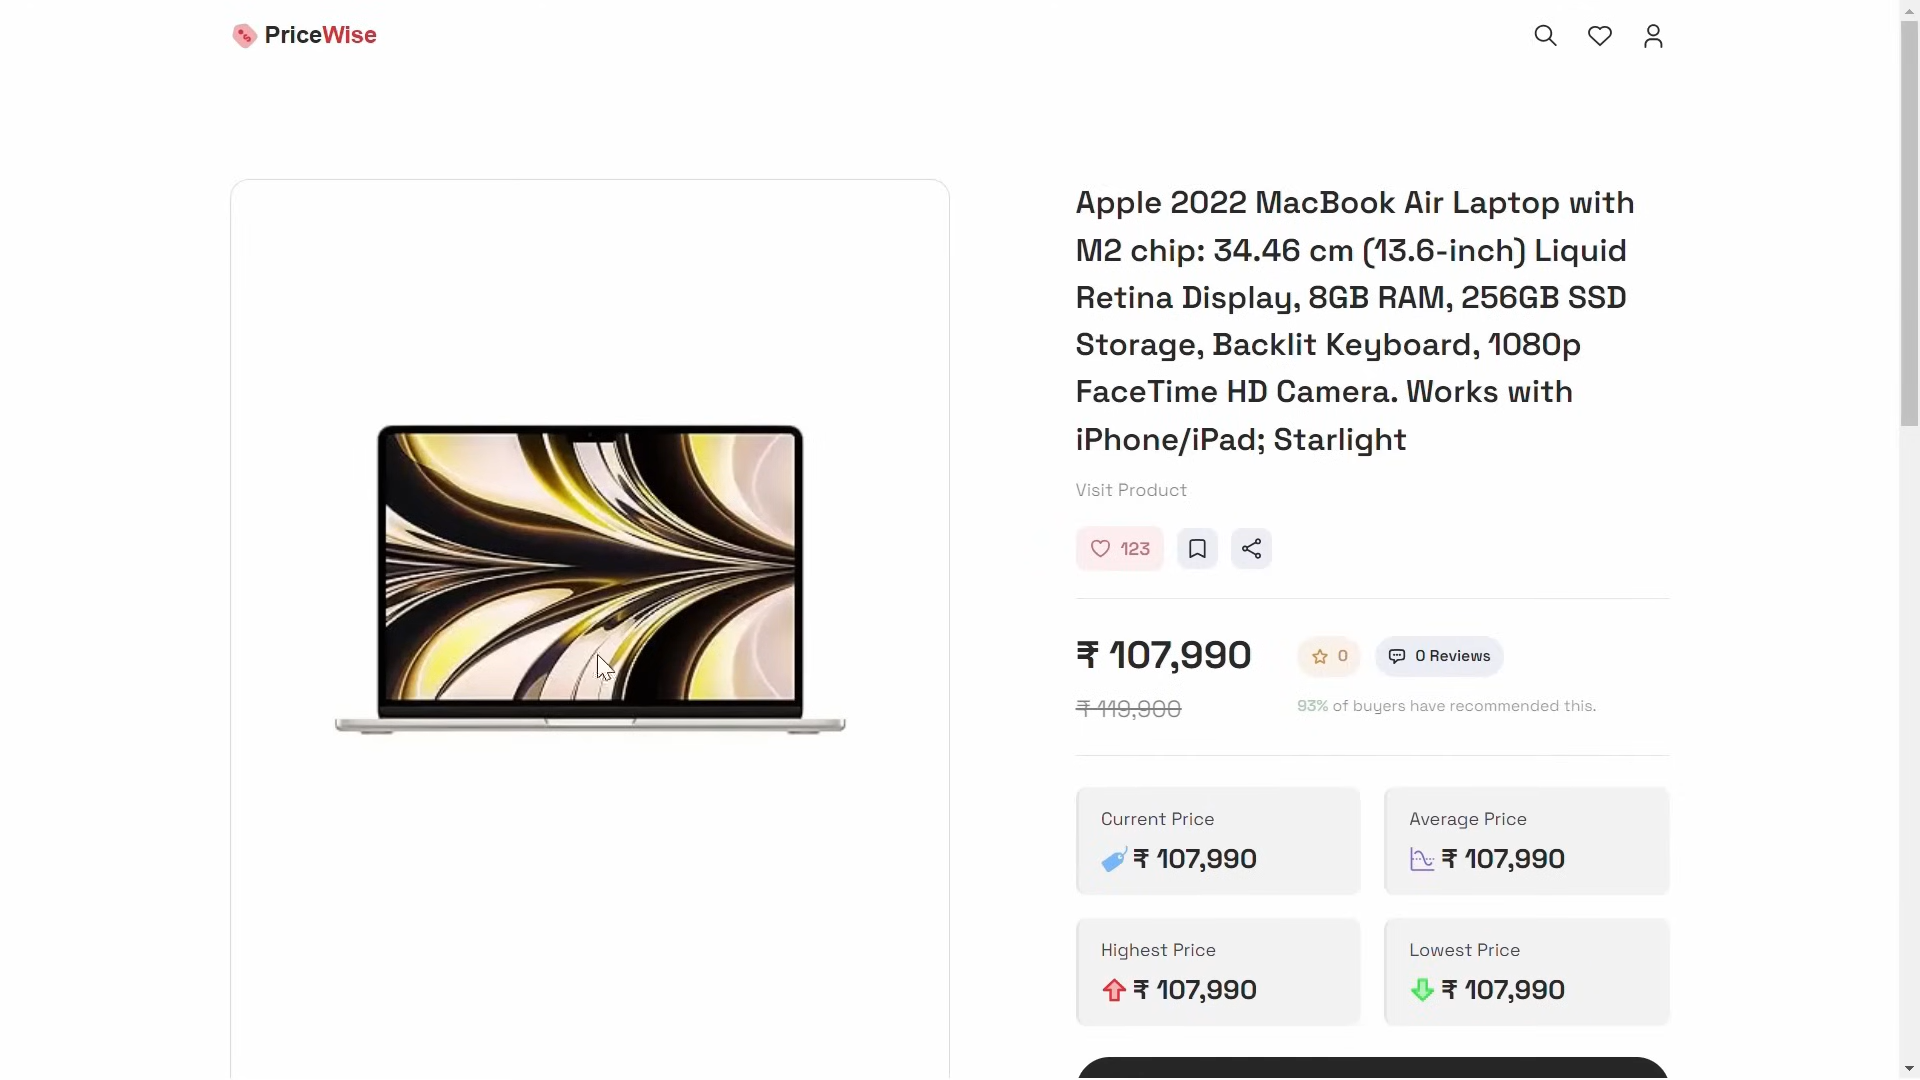 PriceWise
Apple 2022 MacBook Air Laptop with
M2 chip: 34.46 cm (13.6-inch) Liquid
Retina Display, 8GB RAM, 256GB SSD
Storage, Backlit Keyboard, 1080p
FaceTime HD Camera. Works with
iPhone/iPad; Starlight
Visit Product
123
₹ 107,990
0
0 Reviews
₹ 119,900
93% of buyers have recommended this.
Current Price
₹ 107,990
Average Price
₹ 107,990
Highest Price
₹ 107,990
Lowest Price
₹ 107,990